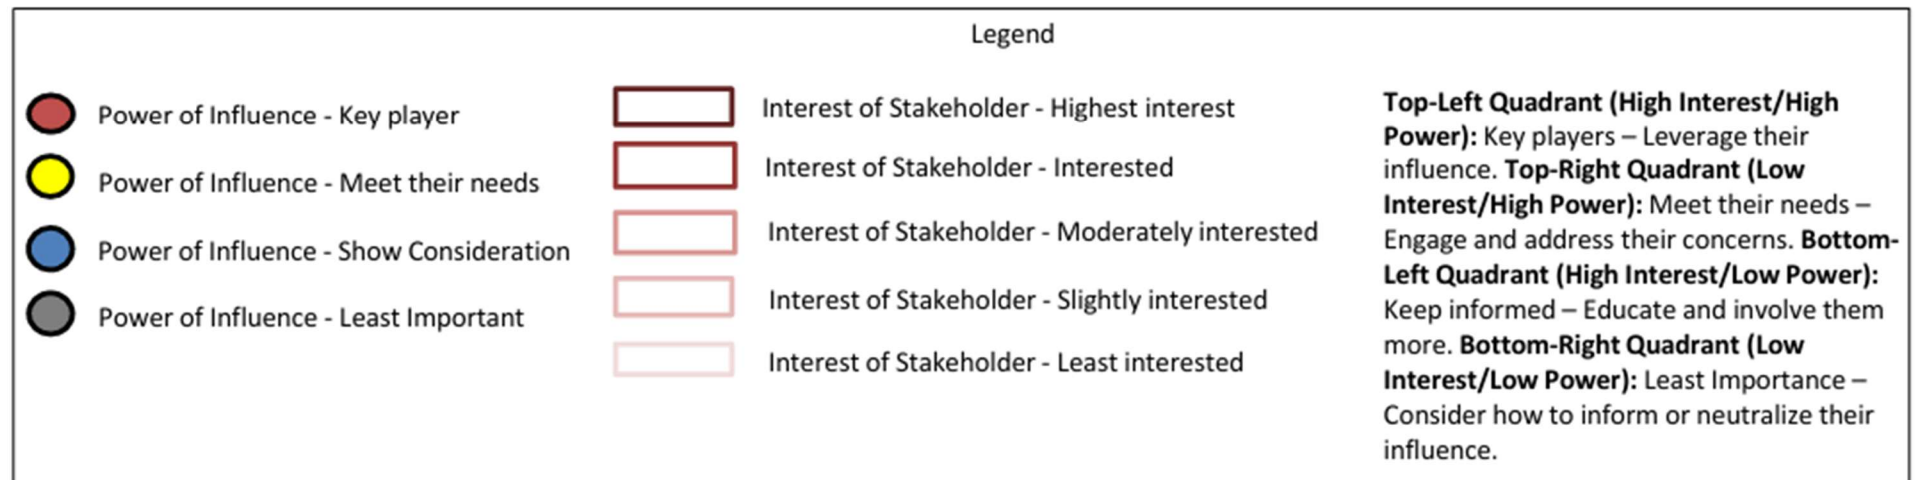 Legend
Power of Influence - Key player
Power of Influence - Meet their needs
Power of Influence - Show Consideration
Power of Influence - Least Important
Interest of Stakeholder - Highest interest
Interest of Stakeholder - Interested
Interest of Stakeholder - Moderately interested
Interest of Stakeholder - Slightly interested
Interest of Stakeholder - Least interested
Top-Left Quadrant (High Interest/High
Power): Key players – Leverage their
influence. Top-Right Quadrant (Low
Interest/High Power): Meet their needs –
Engage and address their concerns. Bottom-
Left Quadrant (High Interest/Low Power):
Keep informed – Educate and involve them
more. Bottom-Right Quadrant (Low
Interest/Low Power): Least Importance –
Consider how to inform or neutralize their
influence.